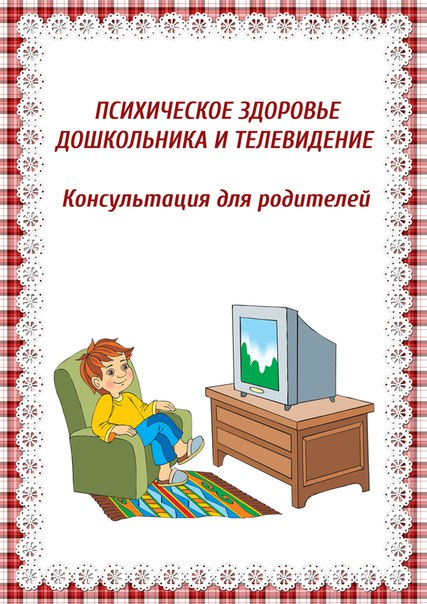 ПСИХИЧЕСКОЕ ЗДОРОВЬЕ
ДОШКОЛЬНИКА И ТЕЛЕВИДЕНИЕ
Консультация для родителей